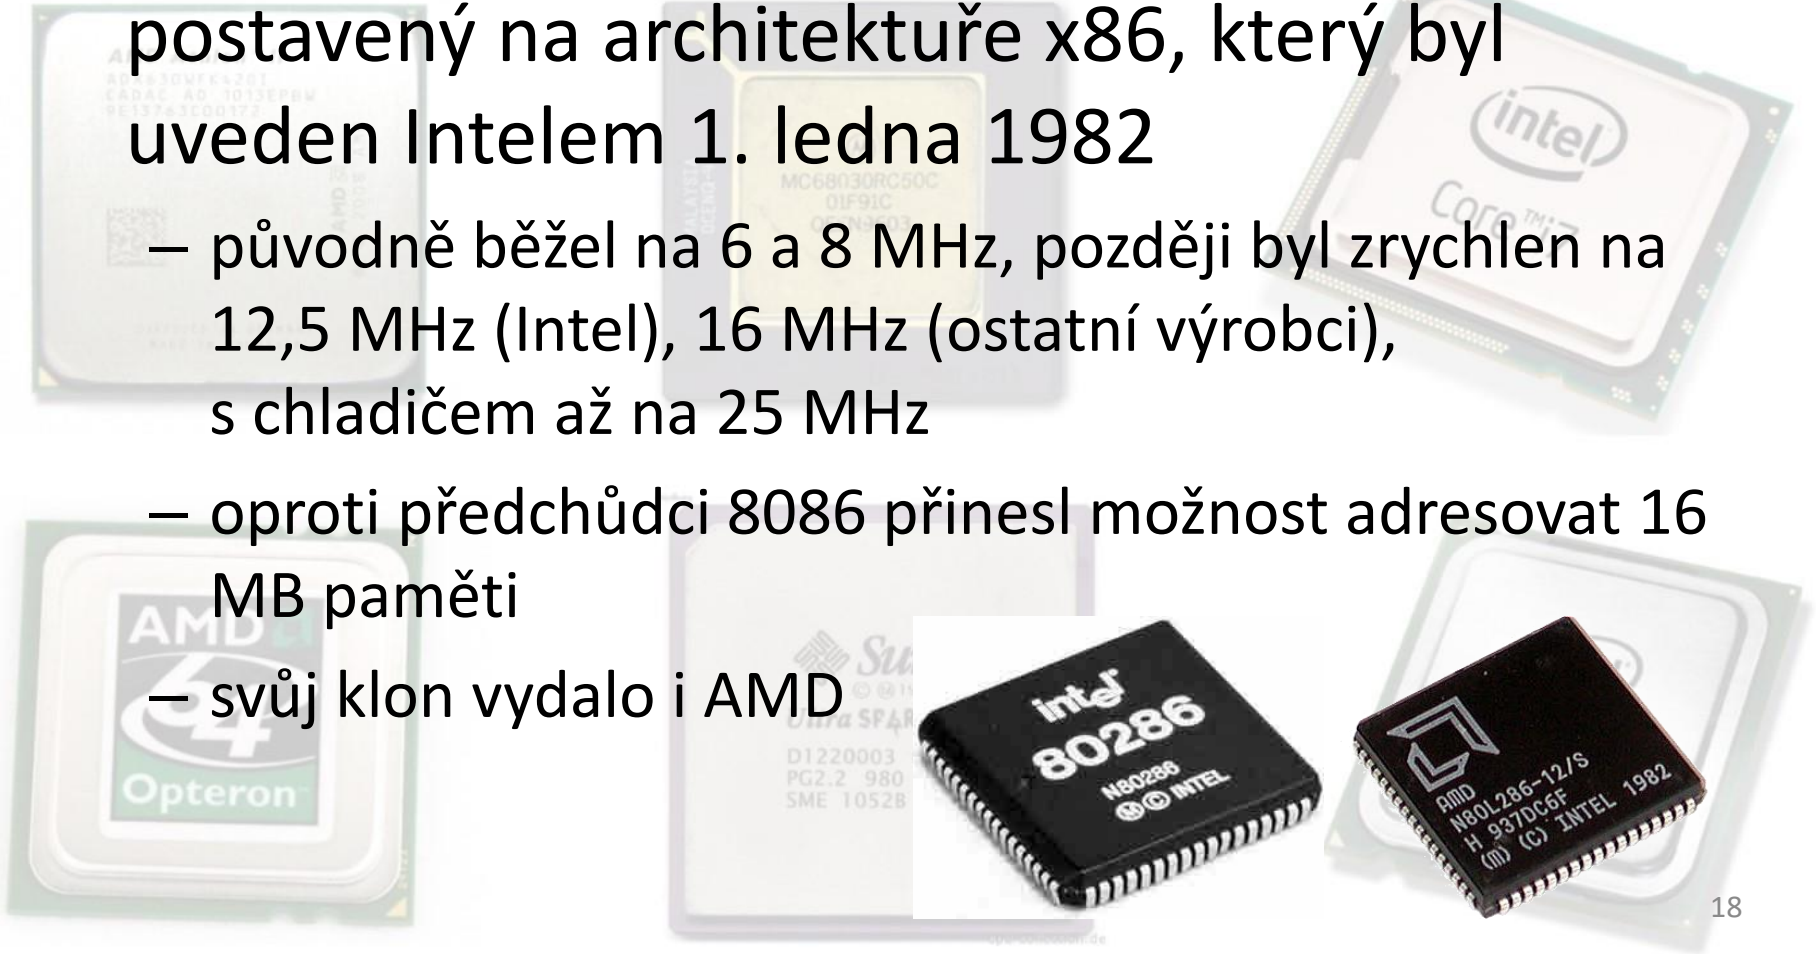 postavený na architektuře x86, který byl
uveden Intelem 1. ledna 1982
– původně běžel na 6 a 8 MHz, později byl zrychlen na
12,5 MHz (Intel), 16 MHz (ostatní výrobci),
s chladičem až na 25 MHz
– oproti předchůdci 8086 přinesl možnost adresovat 16
MB paměti
– svůj klon vydalo i AMD
intel
80286
N80286
Ⓜ © INTEL
AMD
N80L286-12/S
H 937DC6F
(m) (C) INTEL 1982
MC68030RC50C
01F91C
intel
Core™ i7
AMD
64
Opteron
D1220003
PG2.2 980
SME 1052B
18